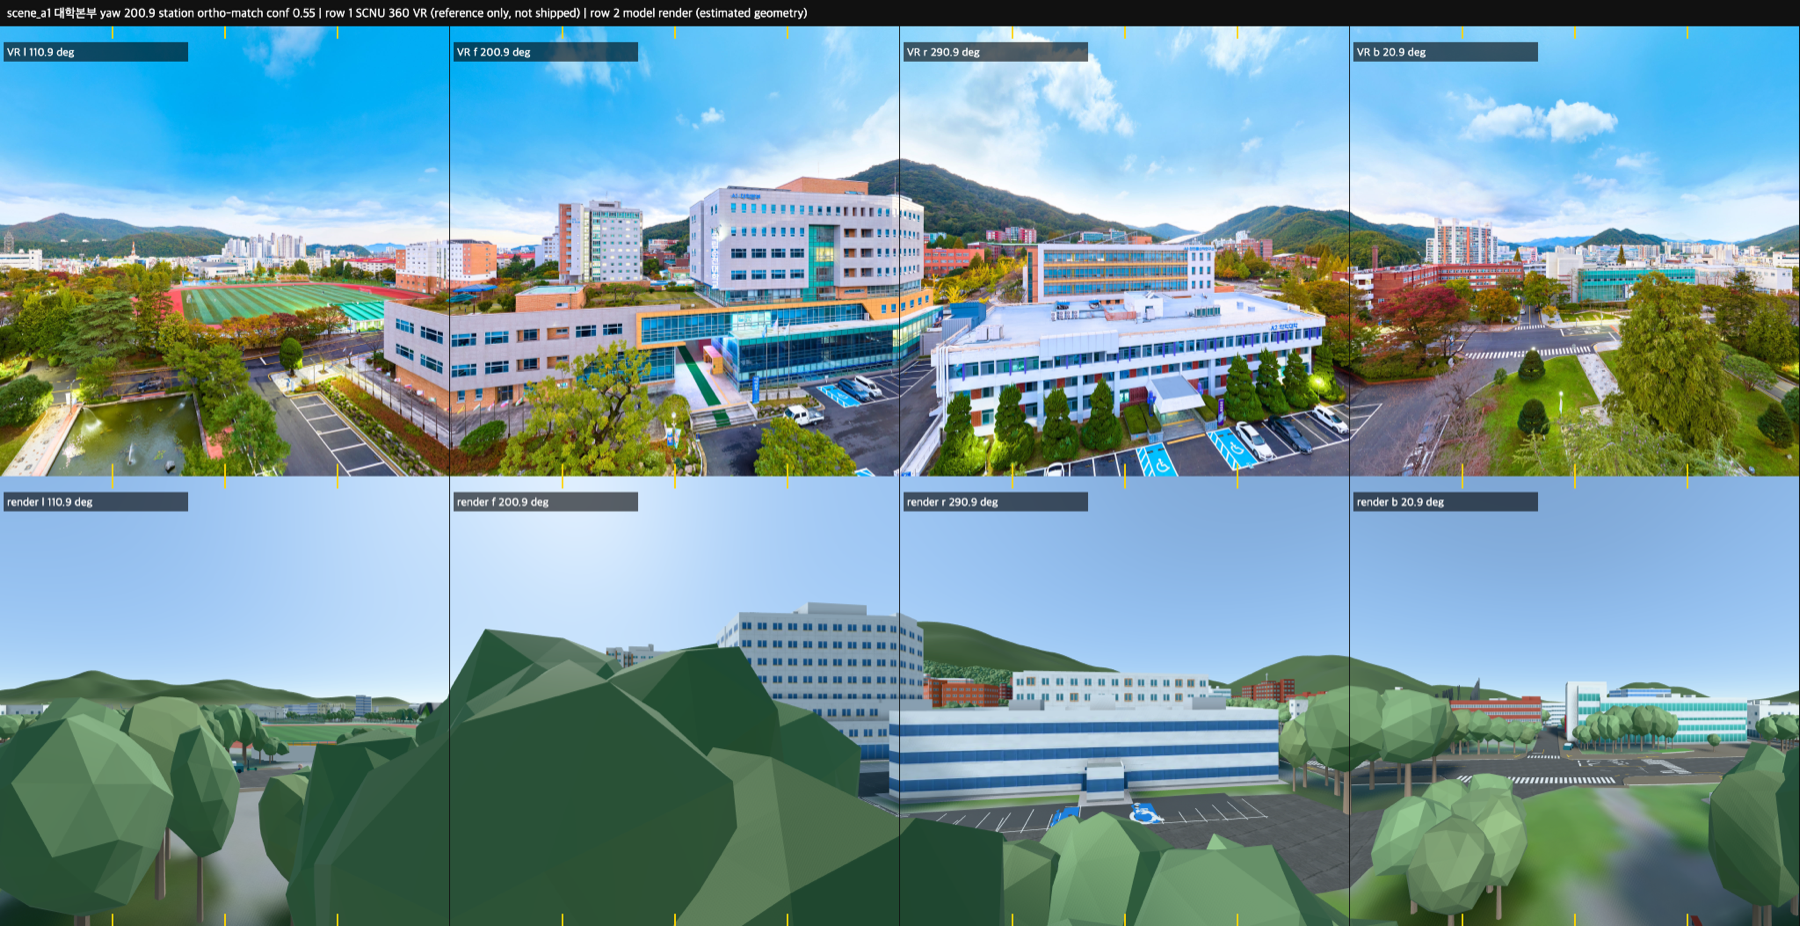 scene_a1 대학본부 yaw 200.9 station ortho-match conf 0.55 | row 1 SCNU 360 VR (reference only, not shipped) | row 2 model render (estimated geometry)
VR l 110.9 deg
VR f 200.9 deg
VR r 290.9 deg
VR b 20.9 deg
render l 110.9 deg
render f 200.9 deg
render r 290.9 deg
render b 20.9 deg